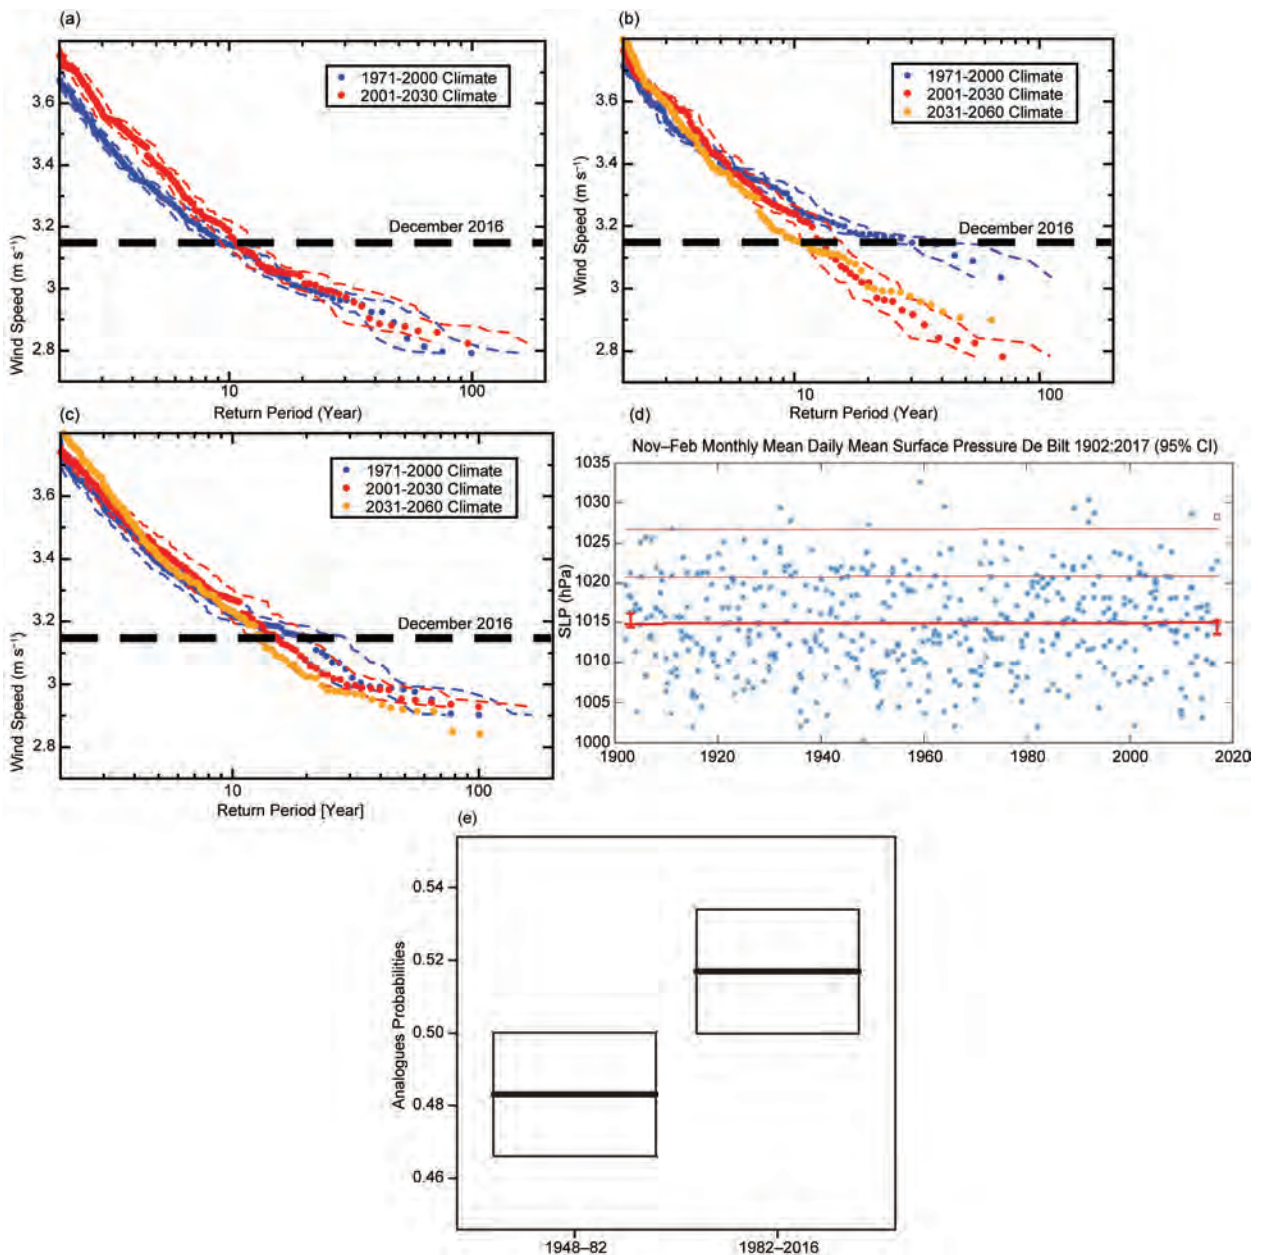 (a)
1971-2000 Climate
2001-2030 Climate
December 2016
3.6
3.4
3.2
3
2.8
Wind Speed (m s⁻¹)
10
100
Return Period (Year)
(b)
1971-2000 Climate
2001-2030 Climate
2031-2060 Climate
December 2016
3.6
3.4
3.2
3
2.8
Wind Speed (m s⁻¹)
10
100
Return Period (Year)
(c)
1971-2000 Climate
2001-2030 Climate
2031-2060 Climate
December 2016
3.6
3.4
3.2
3
2.8
Wind Speed (m s⁻¹)
10
100
Return Period [Year]
(d)
Nov–Feb Monthly Mean Daily Mean Surface Pressure De Bilt 1902:2017 (95% CI)
1035
1030
1025
1020
1015
1010
1005
1000
SLP (hPa)
1900
1920
1940
1960
1980
2000
2020
(e)
0.54
0.52
0.50
0.48
0.46
Analogues Probabilities
1948–82
1982–2016